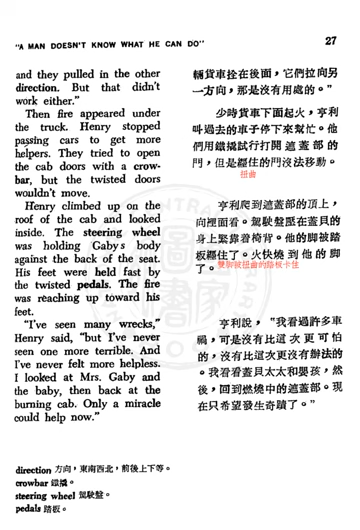 "A MAN DOESN'T KNOW WHAT HE CAN DO"
27
and they pulled in the other
direction. But that didn't
work either."
Then fire appeared under
the truck. Henry stopped
passing cars to get more
helpers. They tried to open
the cab doors with a crow-
bar, but the twisted doors
wouldn't move.
Henry climbed up on the
roof of the cab and looked
inside. The steering wheel
was holding Gabys body
against the back of the seat.
His feet were held fast by
the twisted pedals. The fire
was reaching up toward his
feet.
"I've seen many wrecks,"
Henry said, "but I've never
seen one more terrible. And
I've never felt more helpless.
I looked at Mrs. Gaby and
the baby, then back at the
burning cab. Only a miracle
could help now."
輛貨車拴在後面，它們拉向另
一方向，那是沒有用處的。"
少時貨車下面起火，亨利
叫過路的車子停下來幫忙。他
們用鐵撬試行打開遮蓋部的
門，但是纏住的門沒法移動。
扭曲
亨利爬到遮蓋部的頂上，
向裡面看。駕駛盤壓在蓋貝的
身上緊靠着椅背。他的脚被踏
板纏住了。火快燒到他的脚
了。
雙脚被扭曲的踏板卡住
亨利說，"我看過許多車
禍，可是沒有比這次更可怕
的，沒有比這次更沒有辦法的
。我看看蓋貝太太和嬰孩，然
後，回到燃燒中的遮蓋部。現
在只希望發生奇蹟了。"
direction 方向，東南西北，前後上下等。
crowbar 鐵撬。
steering wheel 駕駛盤。
pedals 踏板。